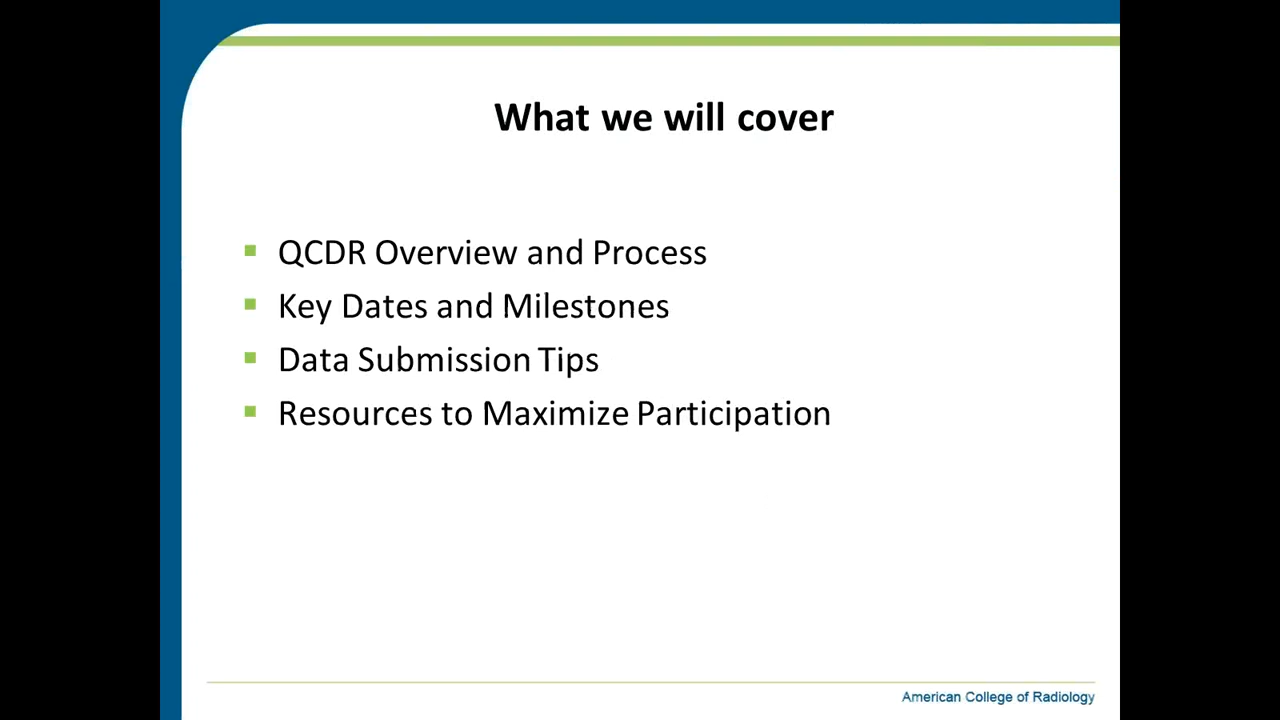 What we will cover
QCDR Overview and Process
Key Dates and Milestones
Data Submission Tips
Resources to Maximize Participation
American College of Radiology